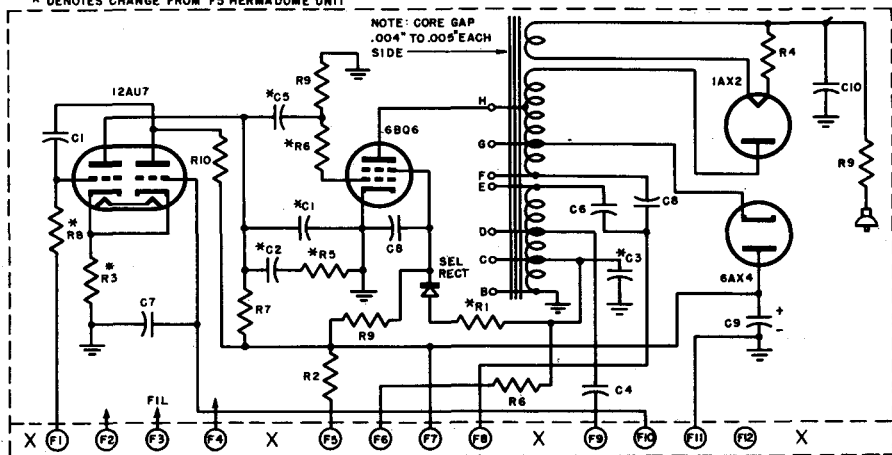 * DENOTES CHANGE FROM F5 HERMADOME UNIT
NOTE: CORE GAP
.004" TO .005" EACH
SIDE
12AU7
6BQ6
1AX2
6AX4
C1
*
R8
*
R3
C7
R10
*C5
R9
*R6
*C1
*C2
*R5
C8
R7
R9
R2
SEL
RECT
*R1
R6
H
G
F
E
D
C
B
C6
C8
*C3
C4
R4
C10
R9
C9
+
-
FIL
X
F1
F2
F3
F4
X
F5
F6
F7
F8
X
F9
F10
F11
F12
X